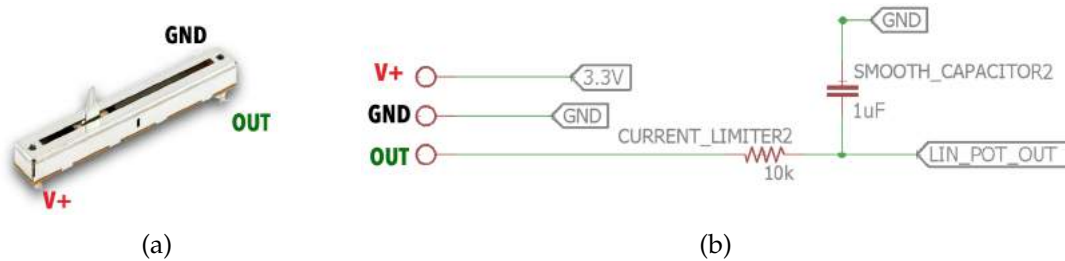 GND
OUT
V+
(a)
GND
V+
3.3V
SMOOTH_CAPACITOR2
1uF
GND
GND
CURRENT_LIMITER2
OUT
LIN_POT_OUT
10k
(b)